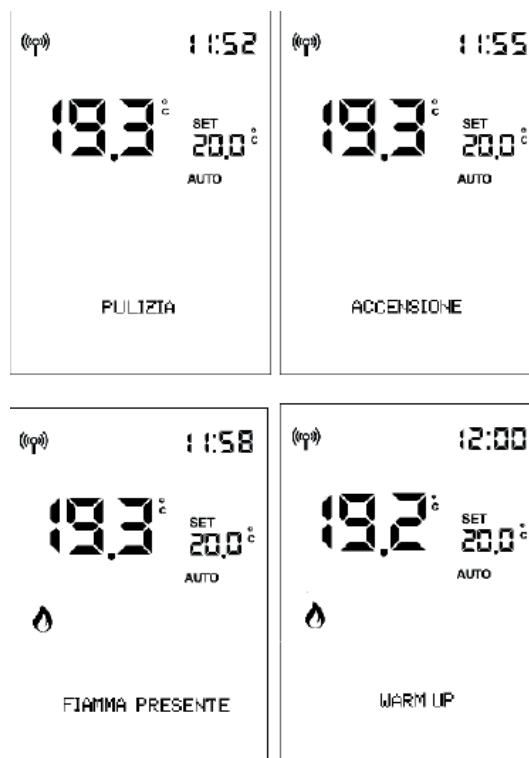 11:52
19.3 °C
SET
20.0 °C
AUTO
PULIZIA
11:55
19.3 °C
SET
20.0 °C
AUTO
ACCENSIONE
11:58
19.3 °C
SET
20.0 °C
AUTO
FIAMMA PRESENTE
12:00
19.2 °C
SET
20.0 °C
AUTO
WARM UP